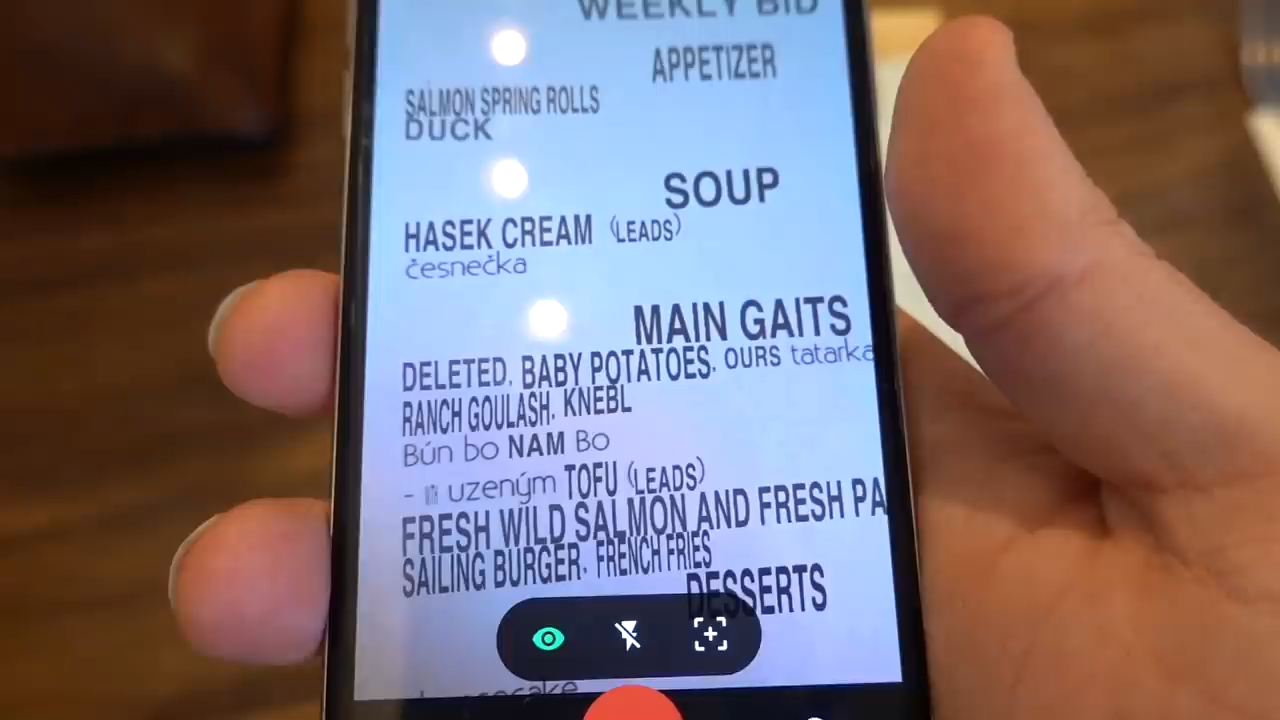 WEEKLY BID
APPETIZER
SALMON SPRING ROLLS
DUCK
SOUP
HASEK CREAM (LEADS)
česnečka
MAIN GAITS
DELETED, BABY POTATOES, OURS tatarka
RANCH GOULASH, KNEBL
Bún bo NAM Bo
- uzeným TOFU (LEADS)
FRESH WILD SALMON AND FRESH PA
SAILING BURGER, FRENCH FRIES
DESSERTS